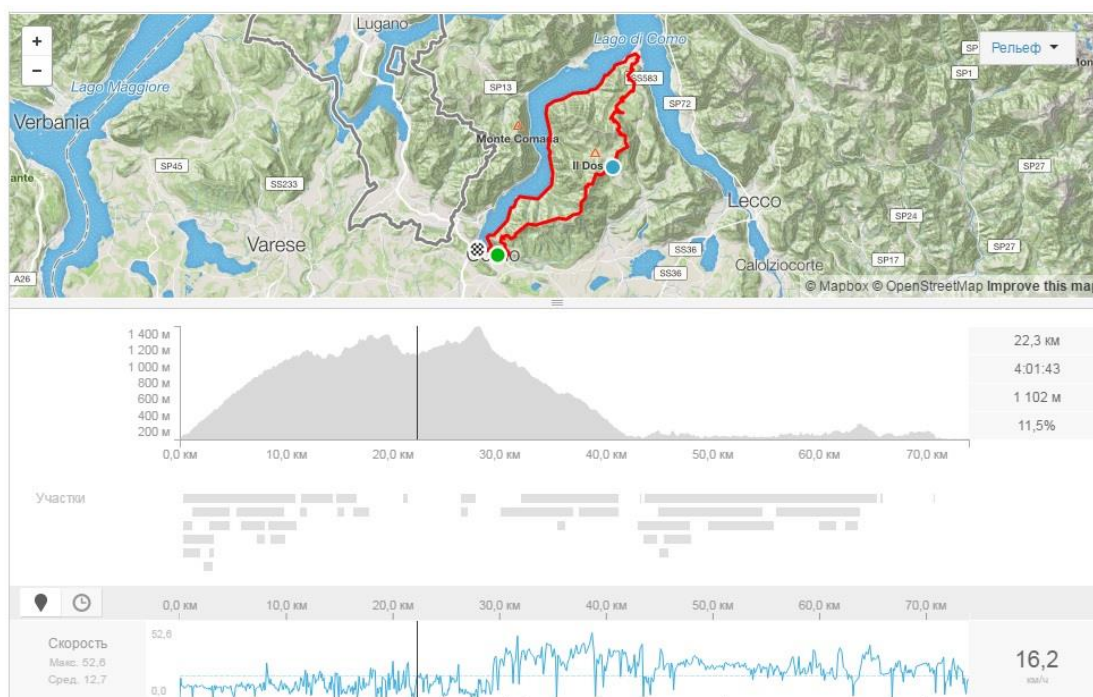 Lugano
Lago di Como
+
Рельеф
SP
−
SP1
Lago Maggiore
SS583
SP13
SP72
Verbania
Monte Comana
ante
SP45
Il Dos
SP27
SS233
Lecco
SP24
Varese
SS36
SP27
Calolziocorte
SS36
SP17
A26
© Mapbox © OpenStreetMap Improve this map
1 400 м
22,3 км
1 200 м
1 000 м
4:01:43
800 м
600 м
1 102 м
400 м
200 м
11,5%
0,0 км 10,0 км 20,0 км 30,0 км 40,0 км 50,0 км 60,0 км 70,0 км
Участки
0,0 км 10,0 км 20,0 км 30,0 км 40,0 км 50,0 км 60,0 км 70,0 км
Скорость
52,6
Макс. 52,6
16,2
Сред. 12,7
км/ч
0,0